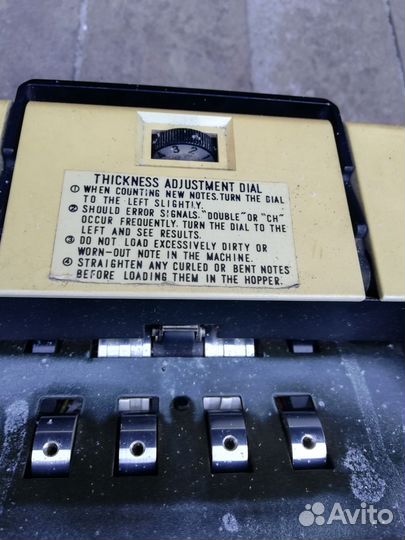 3 2
THICKNESS ADJUSTMENT DIAL
① WHEN COUNTING NEW NOTES, TURN THE DIAL
TO THE LEFT SLIGHTLY.
② SHOULD ERROR SIGNALS, "DOUBLE" OR "CH"
OCCUR FREQUENTLY, TURN THE DIAL TO THE
LEFT AND SEE RESULTS.
③ DO NOT LOAD EXCESSIVELY DIRTY OR
WORN-OUT NOTE IN THE MACHINE.
④ STRAIGHTEN ANY CURLED OR BENT NOTES
BEFORE LOADING THEM IN THE HOPPER.
Avito